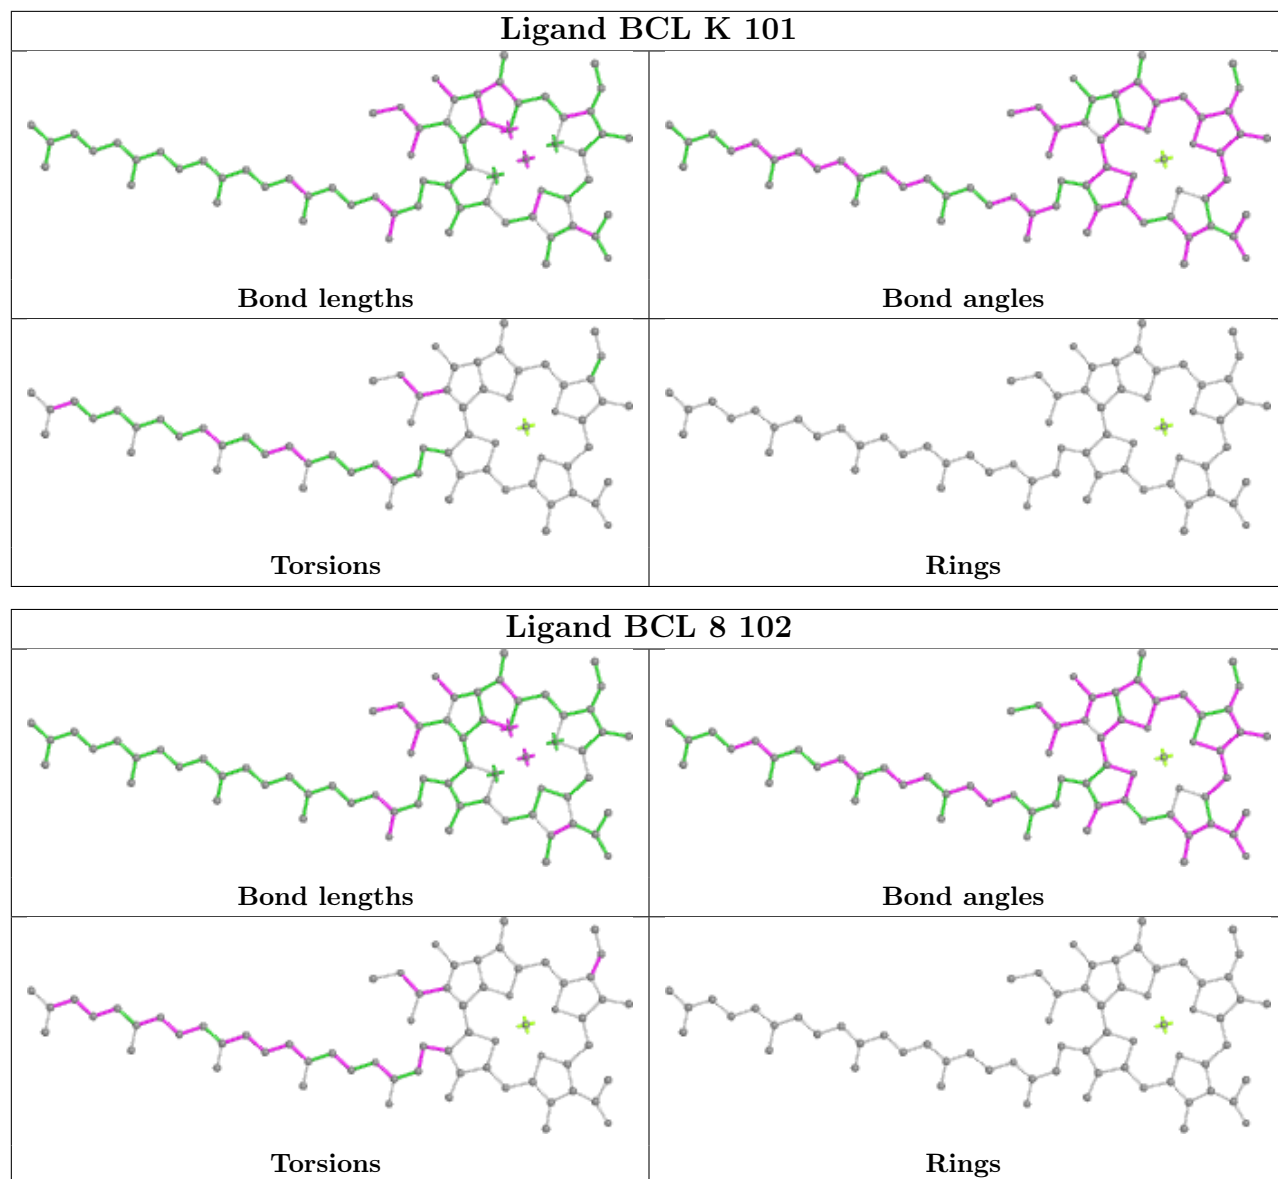 Ligand BCL K 101
Bond lengths
Bond angles
Torsions
Rings
Ligand BCL 8 102
Bond lengths
Bond angles
Torsions
Rings